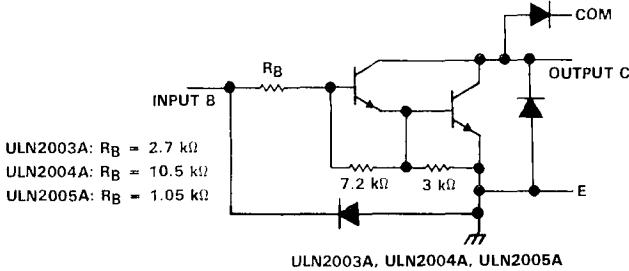 COM
R_B
OUTPUT C
INPUT B
ULN2003A: R_B = 2.7 kΩ
ULN2004A: R_B = 10.5 kΩ
ULN2005A: R_B = 1.05 kΩ
7.2 kΩ
3 kΩ
E
ULN2003A, ULN2004A, ULN2005A